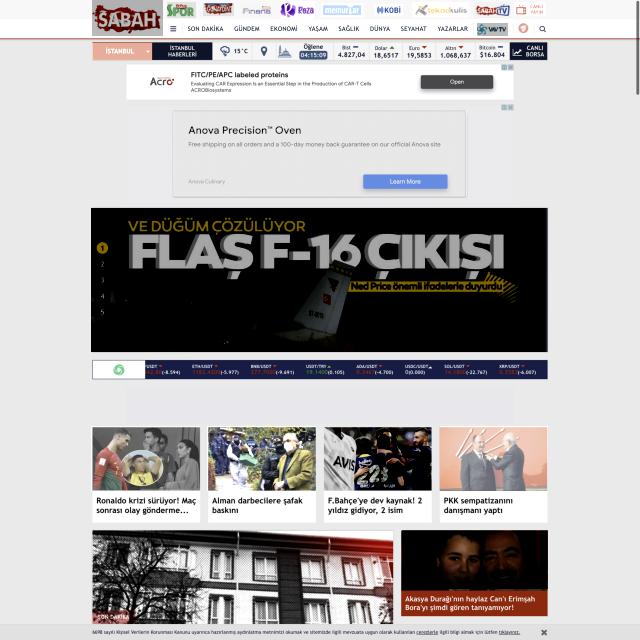 SABAH
SPOR
Finans
Roza
memurlar
KOBİ
teknokulis
SABAH TV
CANLI YAYIN
SON DAKİKA GÜNDEM EKONOMİ YAŞAM SAĞLIK DÜNYA SEYAHAT YAZARLAR
İSTANBUL
İSTANBUL HABERLERİ
15°C
Öğlene
04:15:09
Bist
4.827,04
Dolar
18,6517
Euro
19,5853
Altın
1.068,637
Bitcoin
$16.804
CANLI BORSA
Acro
FITC/PE/APC labeled proteins
Evaluating CAR Expression is an Essential Step in the Production of CAR-T Cells
ACROBiosystems
Open
Anova Precision™ Oven
Free shipping on all orders and a 100-day money back guarantee on our official Anova site
Anova Culinary
Learn More
VE DÜĞÜM ÇÖZÜLÜYOR
FLAŞ F-16 ÇIKIŞI
Ned Price önemli ifadelerle duyurdu
1
2
3
4
5
/USDT
(-8.594)
ETH/USDT
(-5.977)
BNB/USDT
(-9.691)
USDT/TRY
(0.105)
ADA/USDT
(-4.700)
USDC/USDT
0(0.000)
SOL/USDT
(-22.767)
XRP/USDT
(-6.007)
Ronaldo krizi sürüyor! Maç
sonrası olay gönderme...
Alman darbecilere şafak
baskını
AVIS
23
F.Bahçe'ye dev kaynak! 2
yıldız gidiyor, 2 isim
PKK sempatizanını
danışmanı yaptı
SON DAKİKA
Akasya Durağı'nın haylaz Can'ı Erimşah
Bora'yı şimdi gören tanıyamıyor!
6698 sayılı Kişisel Verilerin Korunması Kanunu uyarınca hazırlanmış aydınlatma metnimizi okumak ve sitemizde ilgili mevzuata uygun olarak kullanılan çerezlerle ilgili bilgi almak için lütfen tıklayınız.